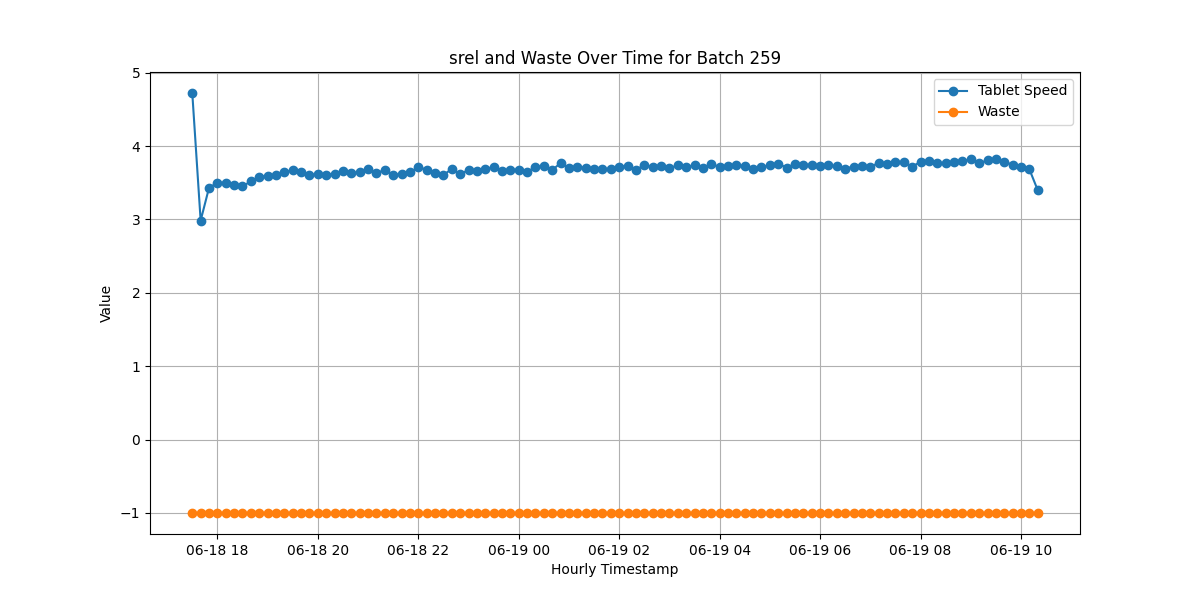 srel and Waste Over Time for Batch 259
Tablet Speed
Waste
Value
5
4
3
2
1
0
−1
06-18 18 06-18 20 06-18 22 06-19 00 06-19 02 06-19 04 06-19 06 06-19 08 06-19 10
Hourly Timestamp